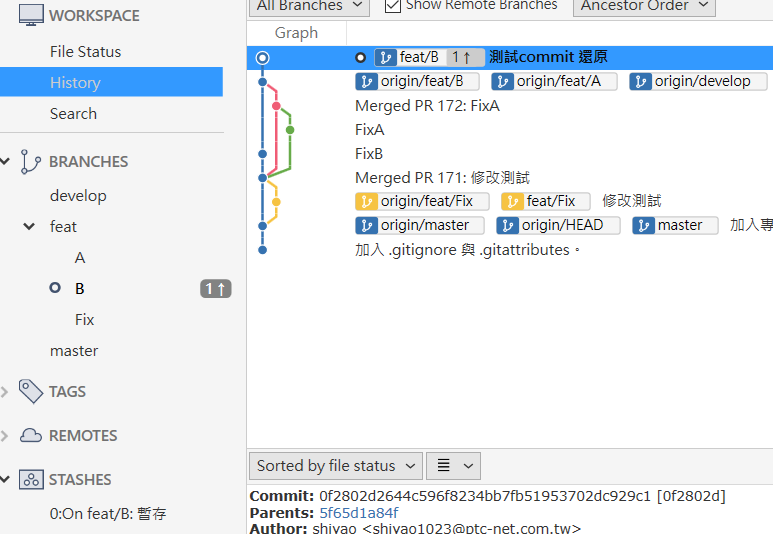 WORKSPACE
File Status
History
Search
BRANCHES
develop
feat
A
B 1↑
Fix
master
TAGS
REMOTES
STASHES
0:On feat/B: 暫存
All Branches Show Remote Branches Ancestor Order
Graph
feat/B 1↑ 測試commit 還原
origin/feat/B origin/feat/A origin/develop
Merged PR 172: FixA
FixA
FixB
Merged PR 171: 修改測試
origin/feat/Fix feat/Fix 修改測試
origin/master origin/HEAD master 加入專
加入 .gitignore 與 .gitattributes。
Sorted by file status
Commit: 0f2802d2644c596f8234bb7fb51953702dc929c1 [0f2802d]
Parents: 5f65d1a84f
Author: shiyao <shiyao1023@ptc-net.com.tw>